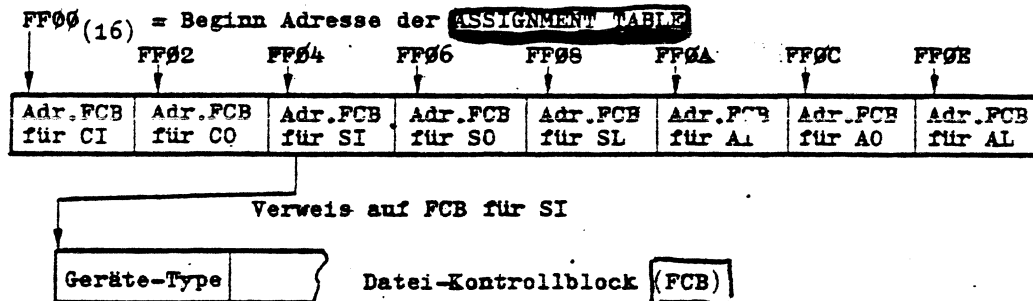 FFØØ(16) = Beginn Adresse der ASSIGNMENT TABLE
FFØ2 FFØ4 FFØ6 FFØ8 FFØA FFØC FFØE
Adr.FCB Adr.FCB Adr.FCB Adr.FCB Adr.FCB Adr.FCB Adr.FCB Adr.FCB
für CI für CO für SI für SO für SL für AI für AO für AL
Verweis auf FCB für SI
Geräte-Type Datei-Kontrollblock (FCB)